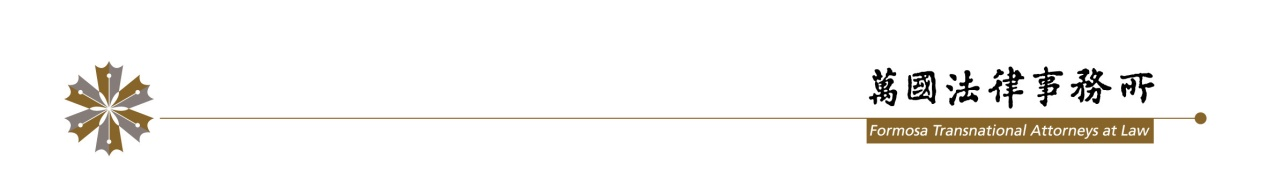 萬國法律事務所
Formosa Transnational Attorneys at Law